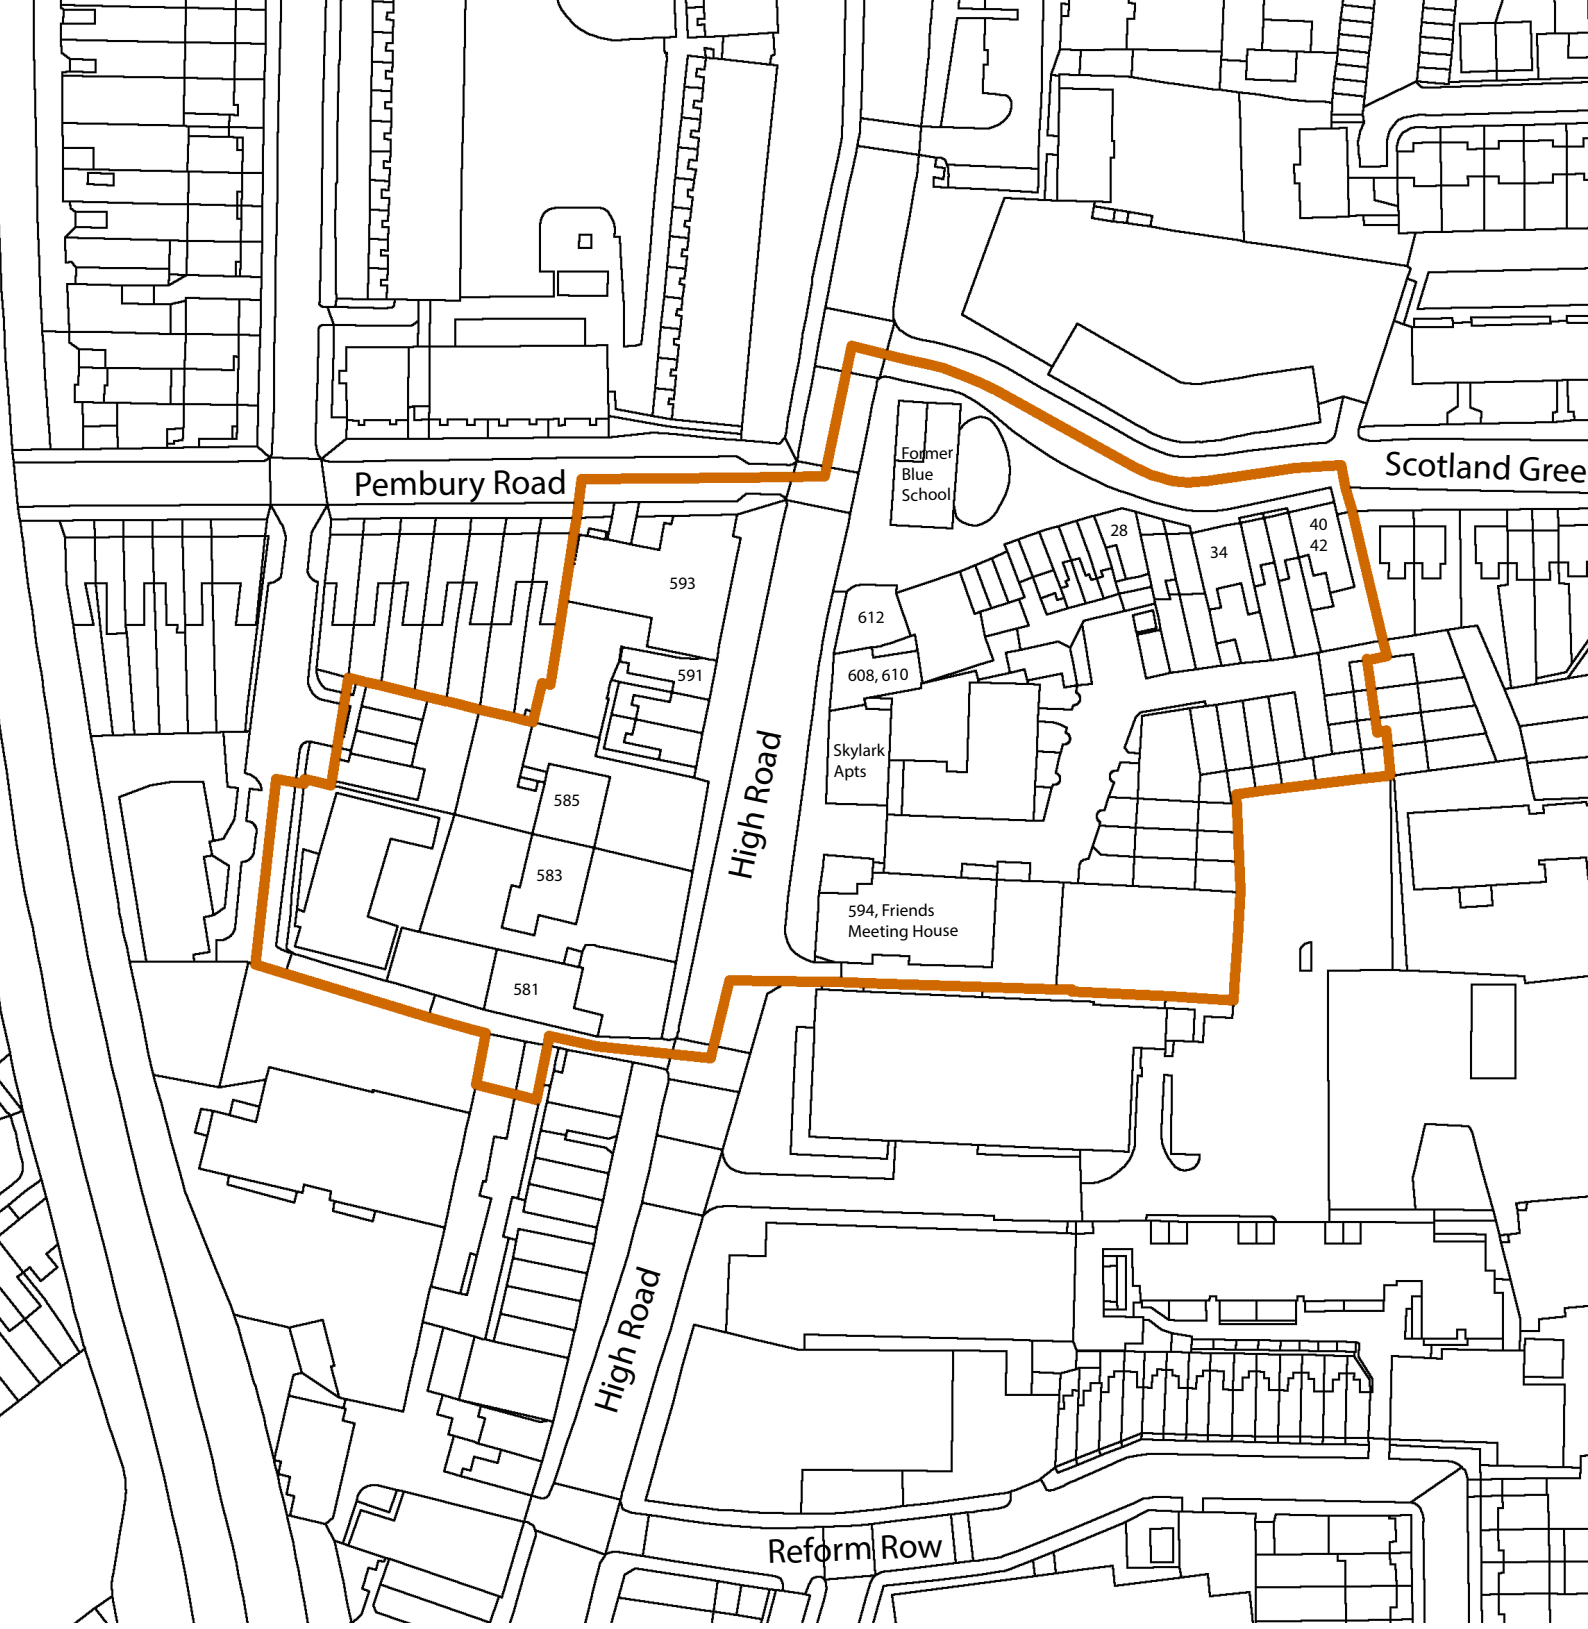 Pembury Road
Scotland Gree
Former
Blue
School
28
34
40
42
593
612
591
608, 610
High Road
Skylark
Apts
585
583
594, Friends
Meeting House
581
High Road
Reform Row